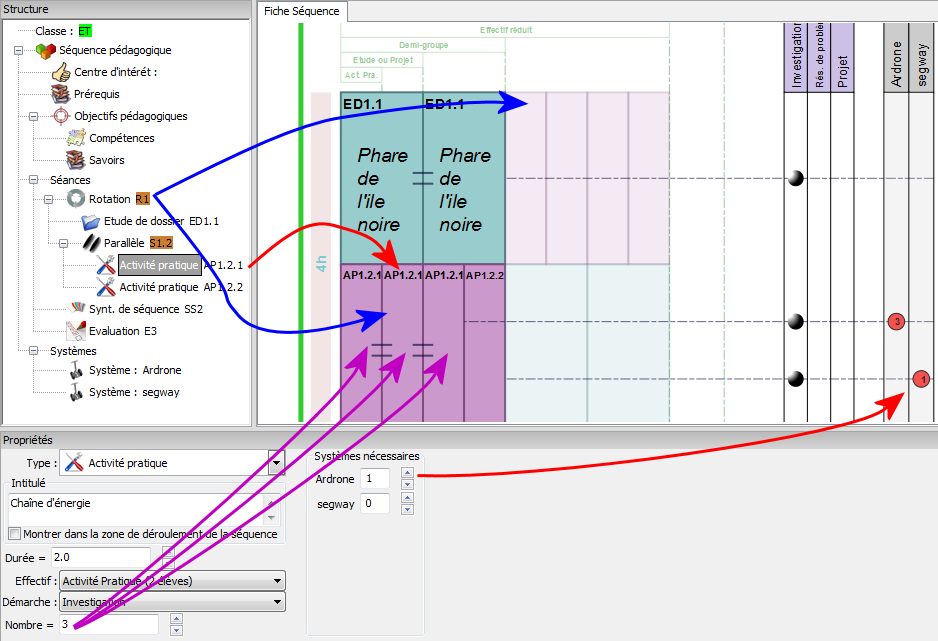 Structure
Classe : ET
Séquence pédagogique
Centre d'intérêt :
Prérequis
Objectifs pédagogiques
Compétences
Savoirs
Séances
Rotation R1
Etude de dossier ED1.1
Parallèle S1.2
Activité pratique AP1.2.1
Activité pratique AP1.2.2
Synt. de séquence SS2
Evaluation E3
Systèmes
Système : Ardrone
Système : segway
Fiche Séquence
Effectif réduit
Demi-groupe
Etude ou Projet
Act Pra.
Investigation
Rés. de problè
Projet
Ardrone
segway
ED1.1 ED1.1
Phare Phare
de de
l'ile l'ile
noire noire
4h
AP1.2.1 AP1.2.1 AP1.2.1 AP1.2.2
3
1
Propriétés
Type : Activité pratique
Intitulé
Chaîne d'énergie
Montrer dans la zone de déroulement de la séquence
Durée = 2.0
Effectif : Activité Pratique (2 élèves)
Démarche : Investigation
Nombre = 3
Systèmes nécessaires
Ardrone 1
segway 0